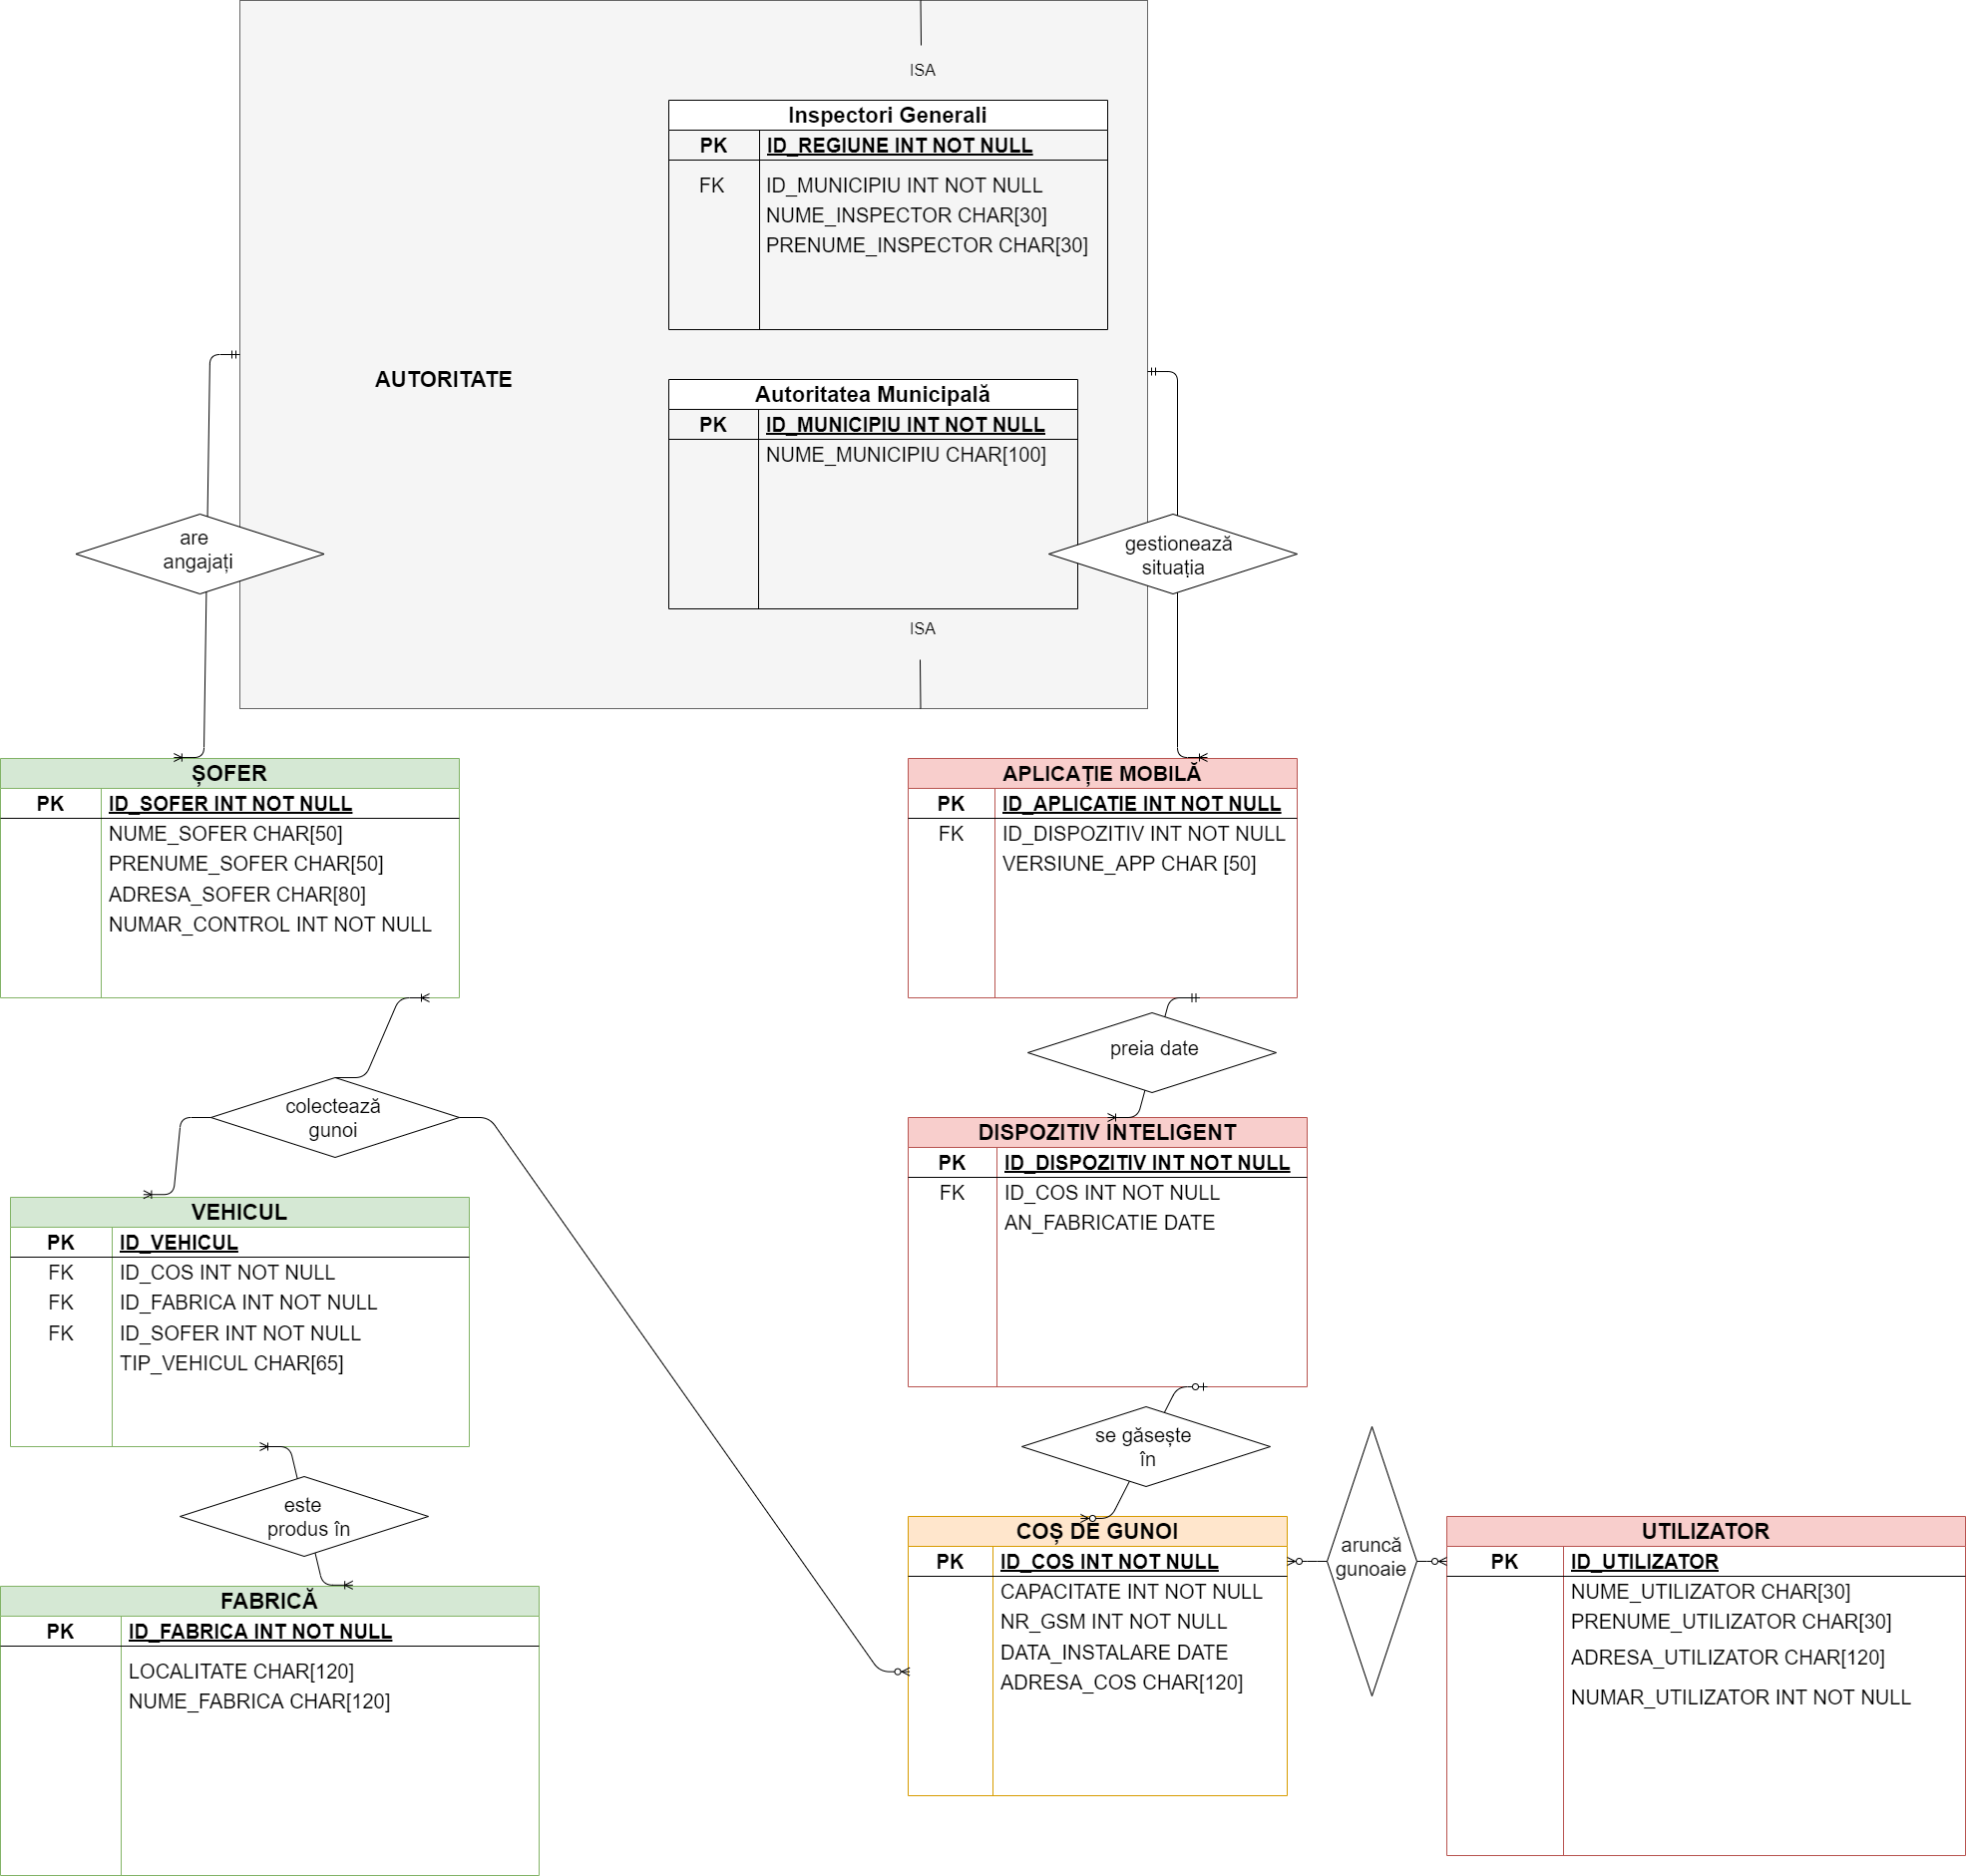 ISA
Inspectori Generali
PK ID_REGIUNE INT NOT NULL
FK ID_MUNICIPIU INT NOT NULL
NUME_INSPECTOR CHAR[30]
PRENUME_INSPECTOR CHAR[30]
AUTORITATE
Autoritatea Municipală
PK ID_MUNICIPIU INT NOT NULL
NUME_MUNICIPIU CHAR[100]
ISA
are
angajați
gestionează
situația
ȘOFER
PK ID_SOFER INT NOT NULL
NUME_SOFER CHAR[50]
PRENUME_SOFER CHAR[50]
ADRESA_SOFER CHAR[80]
NUMAR_CONTROL INT NOT NULL
APLICAȚIE MOBILĂ
PK ID_APLICATIE INT NOT NULL
FK ID_DISPOZITIV INT NOT NULL
VERSIUNE_APP CHAR [50]
colectează
gunoi
preia date
VEHICUL
PK ID_VEHICUL
FK ID_COS INT NOT NULL
FK ID_FABRICA INT NOT NULL
FK ID_SOFER INT NOT NULL
TIP_VEHICUL CHAR[65]
DISPOZITIV INTELIGENT
PK ID_DISPOZITIV INT NOT NULL
FK ID_COS INT NOT NULL
AN_FABRICATIE DATE
este
produs în
se găsește
în
FABRICĂ
PK ID_FABRICA INT NOT NULL
LOCALITATE CHAR[120]
NUME_FABRICA CHAR[120]
COȘ DE GUNOI
PK ID_COS INT NOT NULL
CAPACITATE INT NOT NULL
NR_GSM INT NOT NULL
DATA_INSTALARE DATE
ADRESA_COS CHAR[120]
aruncă
gunoaie
UTILIZATOR
PK ID_UTILIZATOR
NUME_UTILIZATOR CHAR[30]
PRENUME_UTILIZATOR CHAR[30]
ADRESA_UTILIZATOR CHAR[120]
NUMAR_UTILIZATOR INT NOT NULL